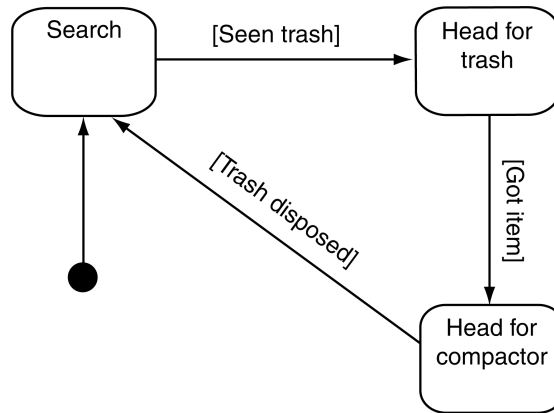 Search
[Seen trash]
Head for
trash
[Trash disposed]
[Got item]
Head for
compactor